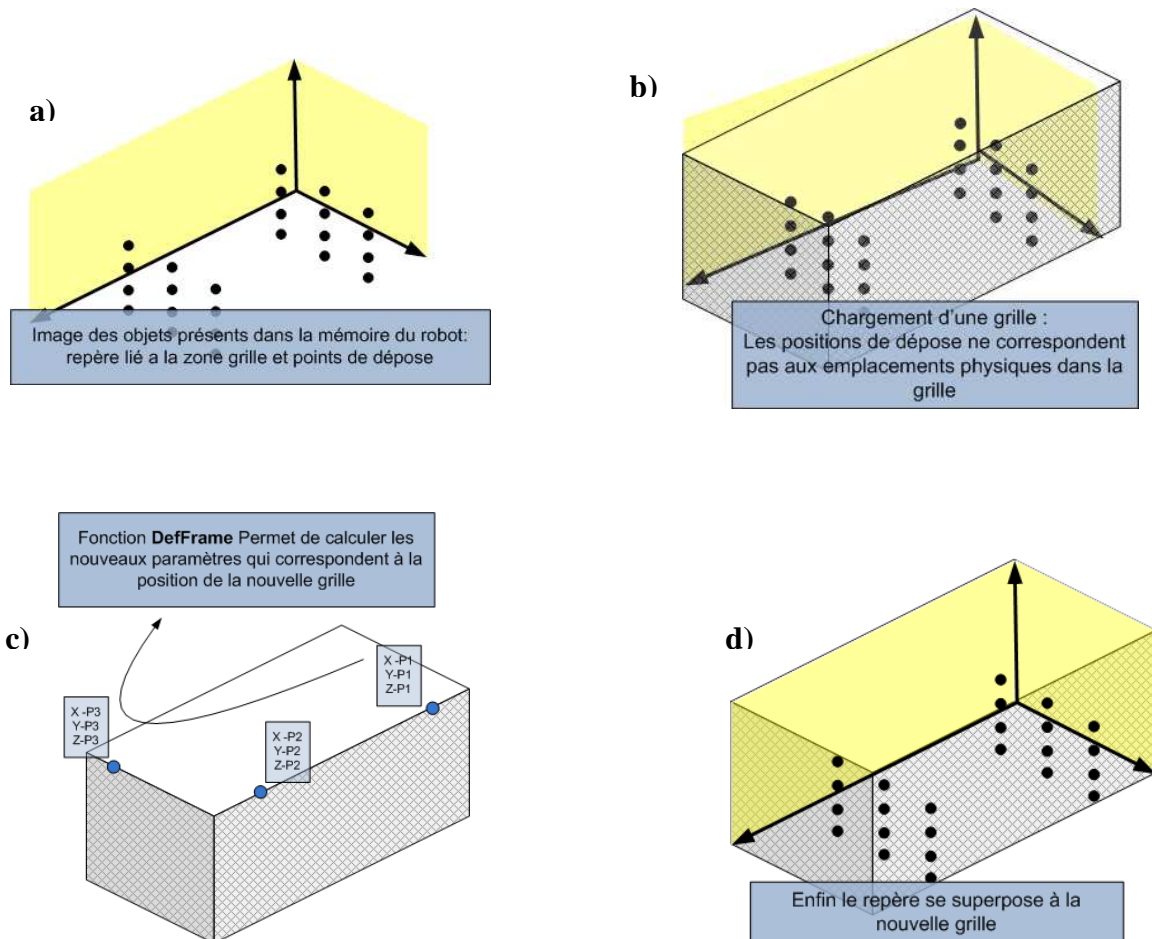 a)
Image des objets présents dans la mémoire du robot:
repère lié a la zone grille et points de dépose
b)
Chargement d'une grille :
Les positions de dépose ne correspondent
pas aux emplacements physiques dans la
grille
Fonction DefFrame Permet de calculer les
nouveaux paramètres qui correspondent à la
position de la nouvelle grille
c)
X -P1
Y-P1
Z-P1
X -P3
Y-P3
Z-P3
X -P2
Y-P2
Z-P2
d)
Enfin le repère se superpose à la
nouvelle grille